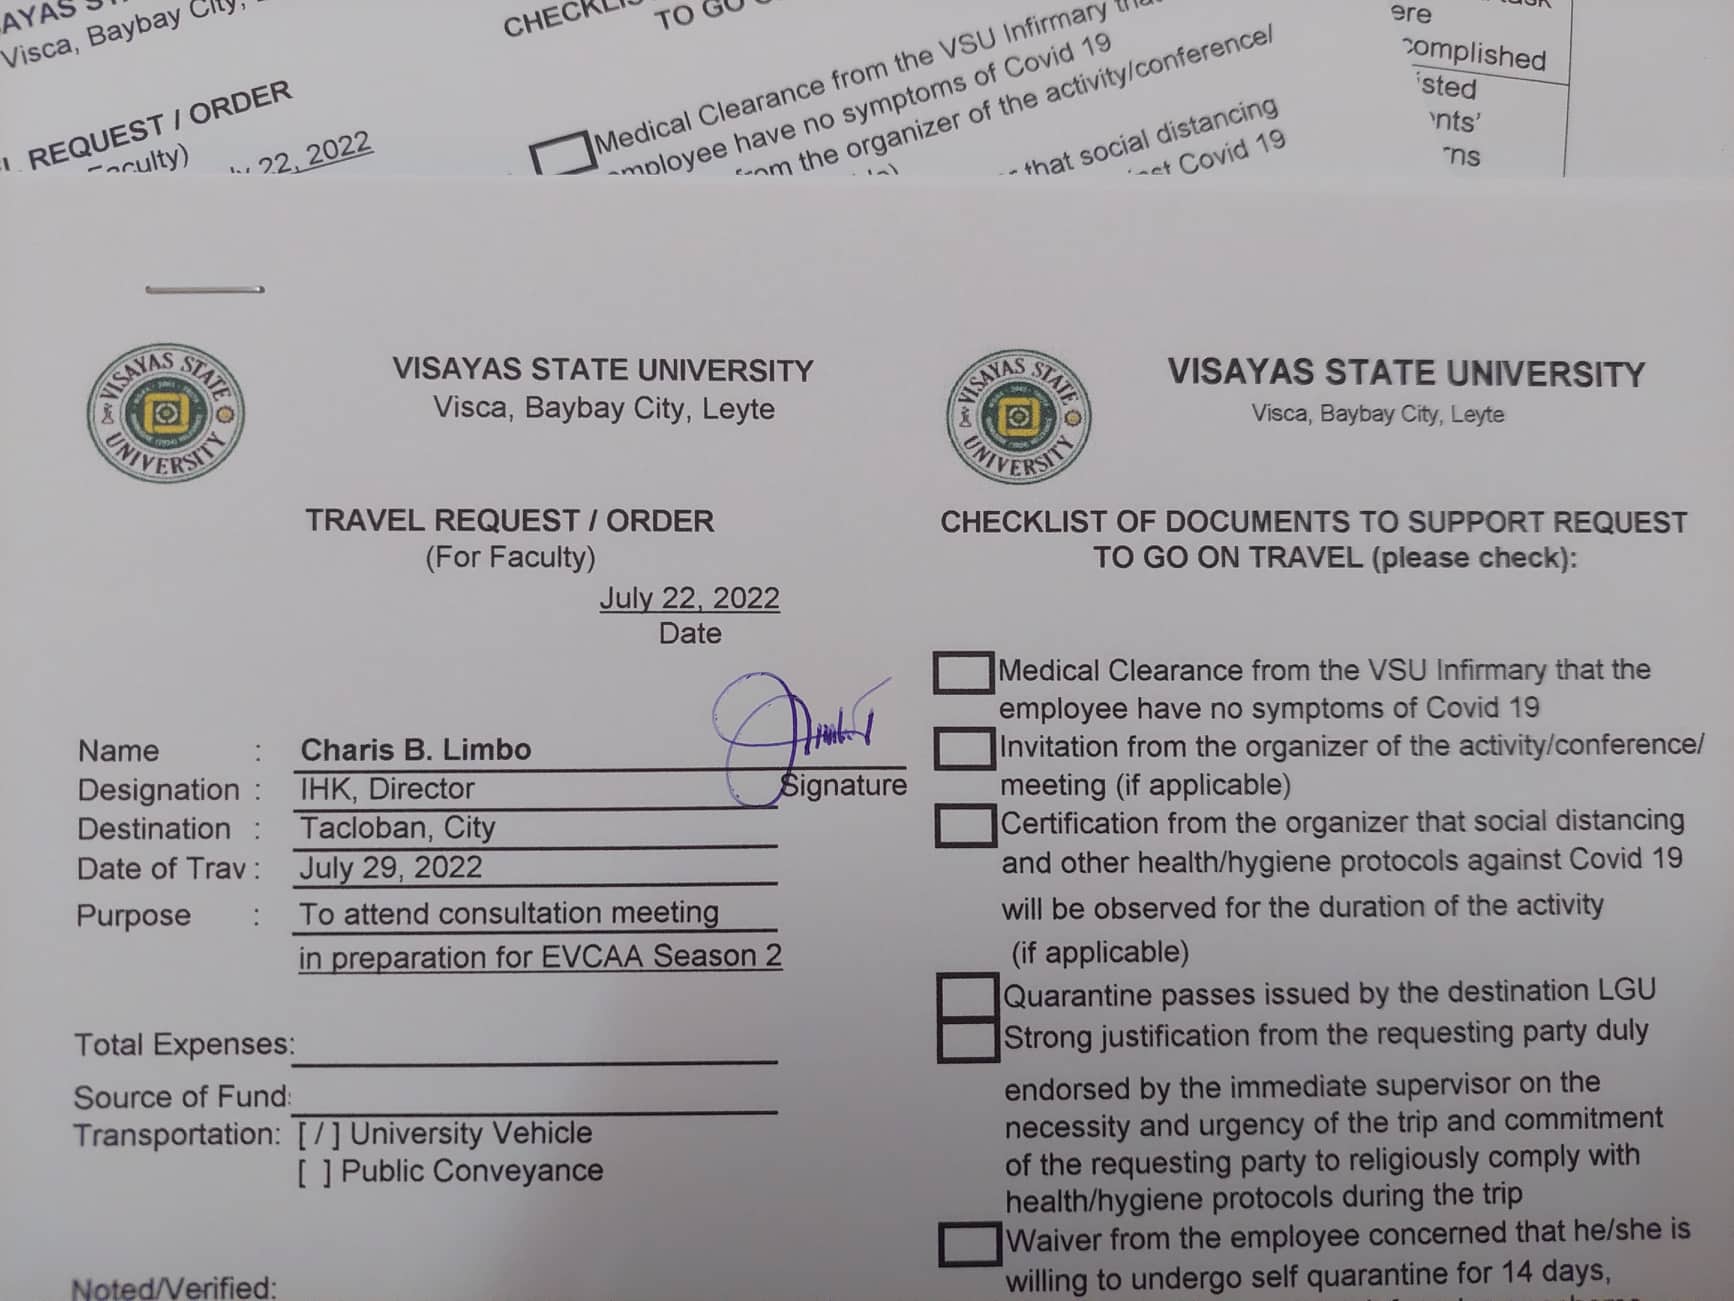 Visca, Baybay City,
REQUEST / ORDER
22, 2022
TO GO
Medical Clearance from the VSU Infirmary
employee have no symptoms of Covid 19
from the organizer of the activity/conference/
that social distancing
Covid 19
VISAYAS STATE UNIVERSITY
VISAYAS STATE UNIVERSITY
Visca, Baybay City, Leyte
TRAVEL REQUEST / ORDER
(For Faculty)
July 22, 2022
Date
Name : Charis B. Limbo
Signature
Designation : IHK, Director
Destination : Tacloban, City
Date of Trav : July 29, 2022
Purpose : To attend consultation meeting
in preparation for EVCAA Season 2
Total Expenses:
Source of Fund:
Transportation: [ / ] University Vehicle
[ ] Public Conveyance
Noted/Verified:
VISAYAS STATE UNIVERSITY
VISAYAS STATE UNIVERSITY
Visca, Baybay City, Leyte
CHECKLIST OF DOCUMENTS TO SUPPORT REQUEST
TO GO ON TRAVEL (please check):
Medical Clearance from the VSU Infirmary that the
employee have no symptoms of Covid 19
Invitation from the organizer of the activity/conference/
meeting (if applicable)
Certification from the organizer that social distancing
and other health/hygiene protocols against Covid 19
will be observed for the duration of the activity
(if applicable)
Quarantine passes issued by the destination LGU
Strong justification from the requesting party duly
endorsed by the immediate supervisor on the
necessity and urgency of the trip and commitment
of the requesting party to religiously comply with
health/hygiene protocols during the trip
Waiver from the employee concerned that he/she is
willing to undergo self quarantine for 14 days,